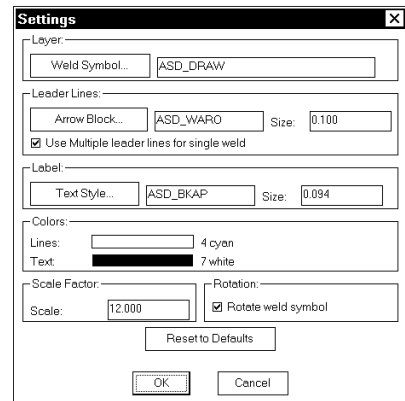 Settings
Layer:
Weld Symbol... ASD_DRAW
Leader Lines:
Arrow Block... ASD_WARO Size: 0.100
Use Multiple leader lines for single weld
Label:
Text Style... ASD_BKAP Size: 0.094
Colors:
Lines: 4 cyan
Text: 7 white
Scale Factor: Rotation:
Scale: 12.000 Rotate weld symbol
Reset to Defaults
OK Cancel